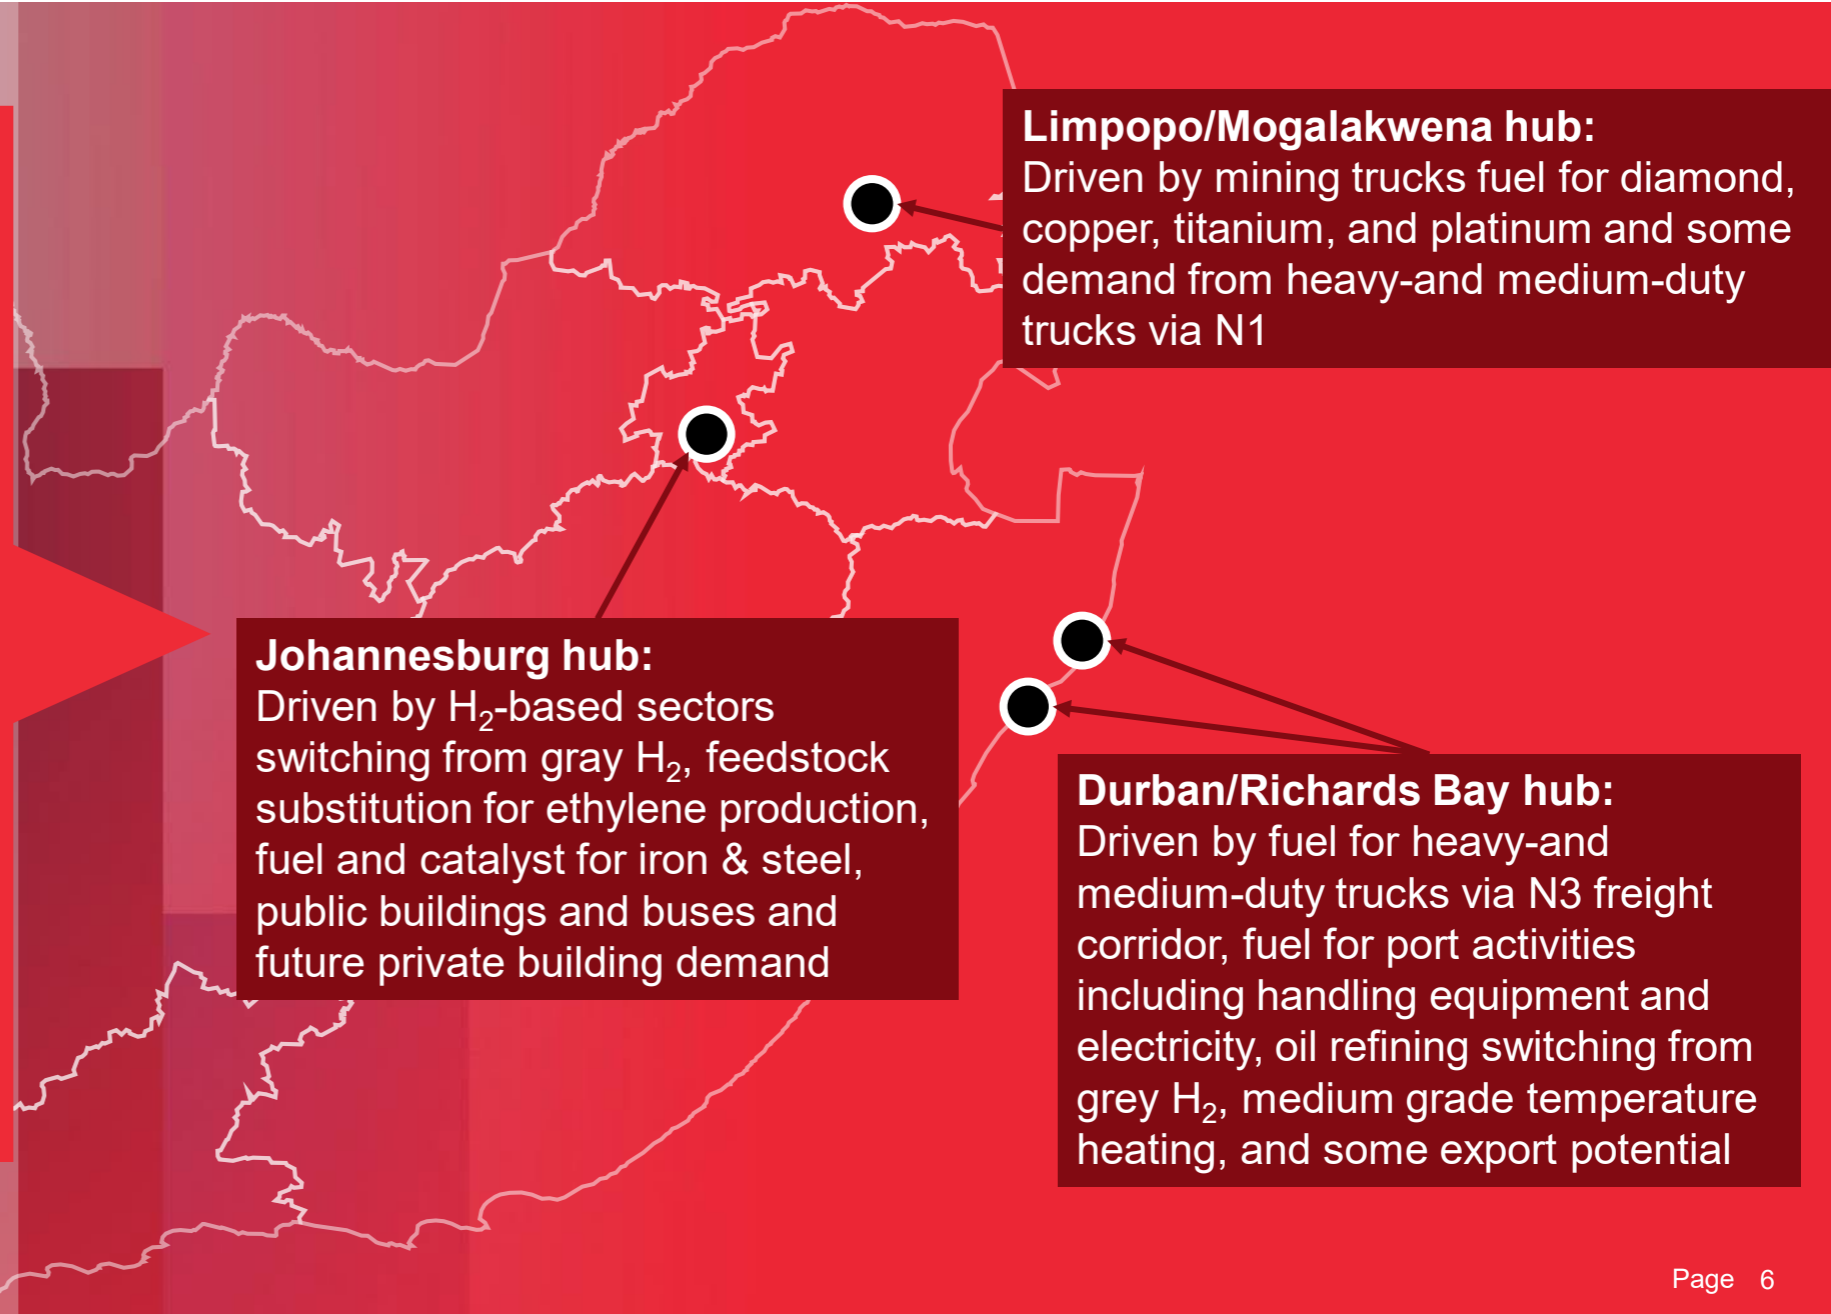 Limpopo/Mogalakwena hub:
Driven by mining trucks fuel for diamond,
copper, titanium, and platinum and some
demand from heavy-and medium-duty
trucks via N1
Johannesburg hub:
Driven by H₂-based sectors
switching from gray H₂, feedstock
substitution for ethylene production,
fuel and catalyst for iron & steel,
public buildings and buses and
future private building demand
Durban/Richards Bay hub:
Driven by fuel for heavy-and
medium-duty trucks via N3 freight
corridor, fuel for port activities
including handling equipment and
electricity, oil refining switching from
grey H₂, medium grade temperature
heating, and some export potential
Page 6